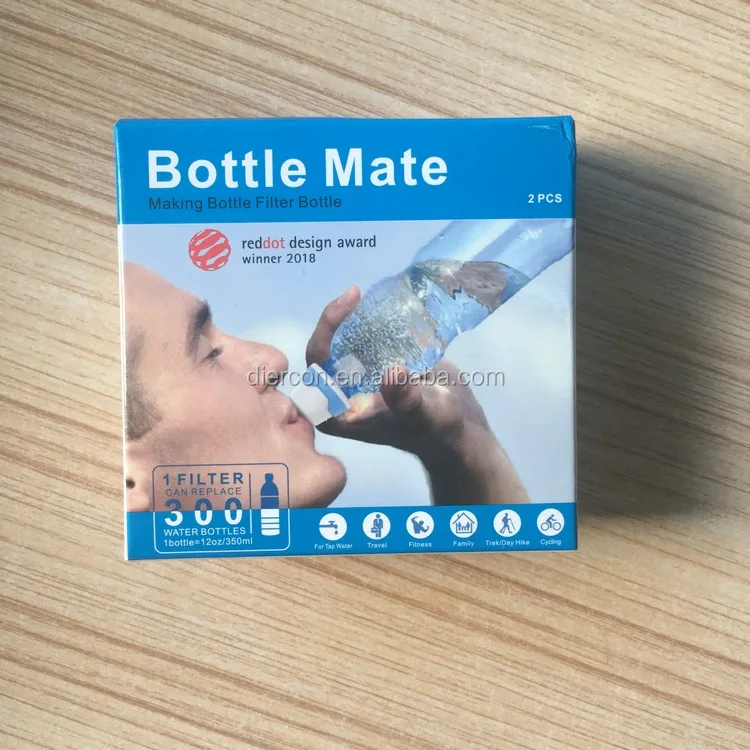 Bottle Mate
Making Bottle Filter Bottle
2 PCS
reddot design award
winner 2018
diercon.en.alibaba.com
1 FILTER
CAN REPLACE
300
WATER BOTTLES
1bottle=12oz/350ml
For Tap Water
Travel
Fitness
Family
Trek/Day Hike
Cycling